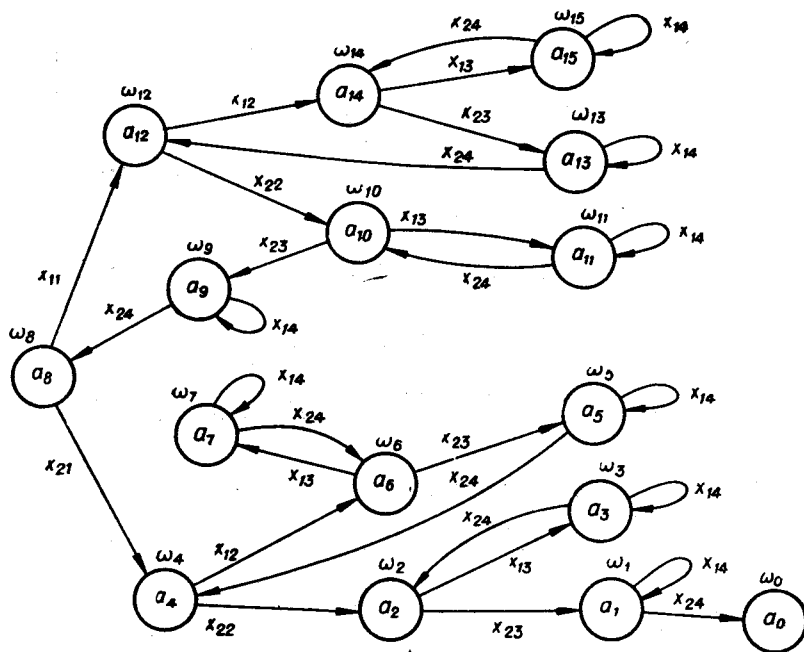 x₂₄ ω₁₅ x₁₄
ω₁₄ a₁₅
x₁₃
ω₁₂ a₁₄
x₁₂ x₂₃ ω₁₃
a₁₂ x₂₄ a₁₃ x₁₄
x₂₂ ω₁₀
x₁₃ ω₁₁
ω₉ x₂₃ a₁₀ x₁₄
x₁₁ a₉ x₂₄ a₁₁
x₂₄ x₁₄
ω₈
a₈
ω₇ x₁₄ ω₅
x₂₄ a₅ x₁₄
a₇ ω₆ x₂₃
x₂₁ x₁₃ a₆ x₂₄ ω₃
x₂₄ a₃ x₁₄
ω₄ x₁₂ ω₂ x₁₃ ω₁ x₁₄ ω₀
a₄ x₂₂ a₂ x₂₃ a₁ x₂₄ a₀